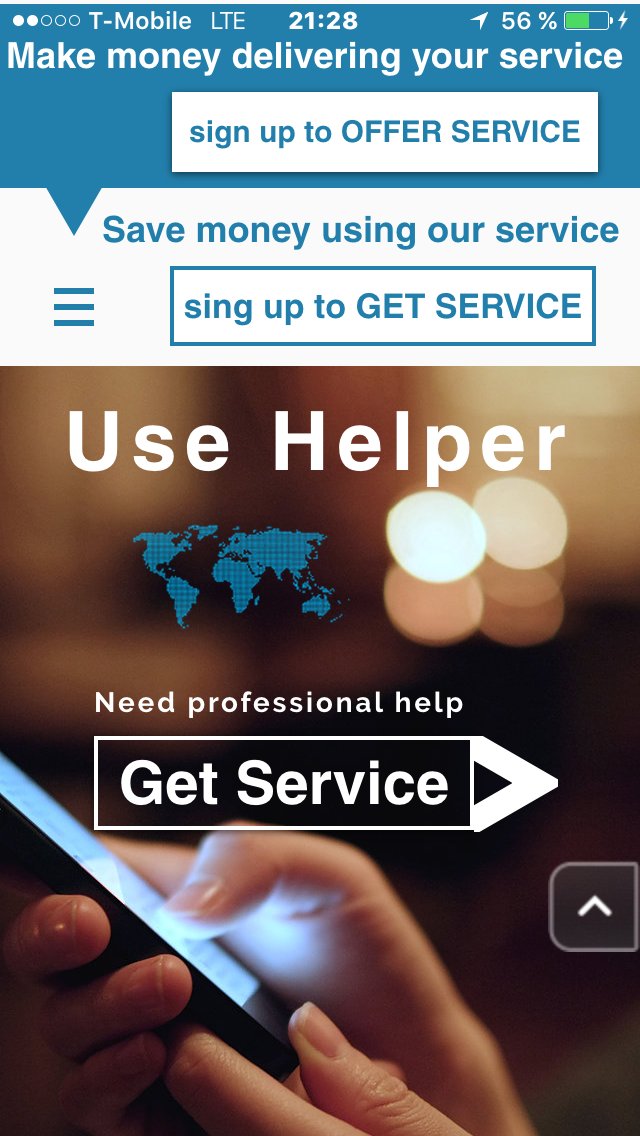 T-Mobile LTE 21:28 56 %
Make money delivering your service
sign up to OFFER SERVICE
Save money using our service
sing up to GET SERVICE
Use Helper
Need professional help
Get Service